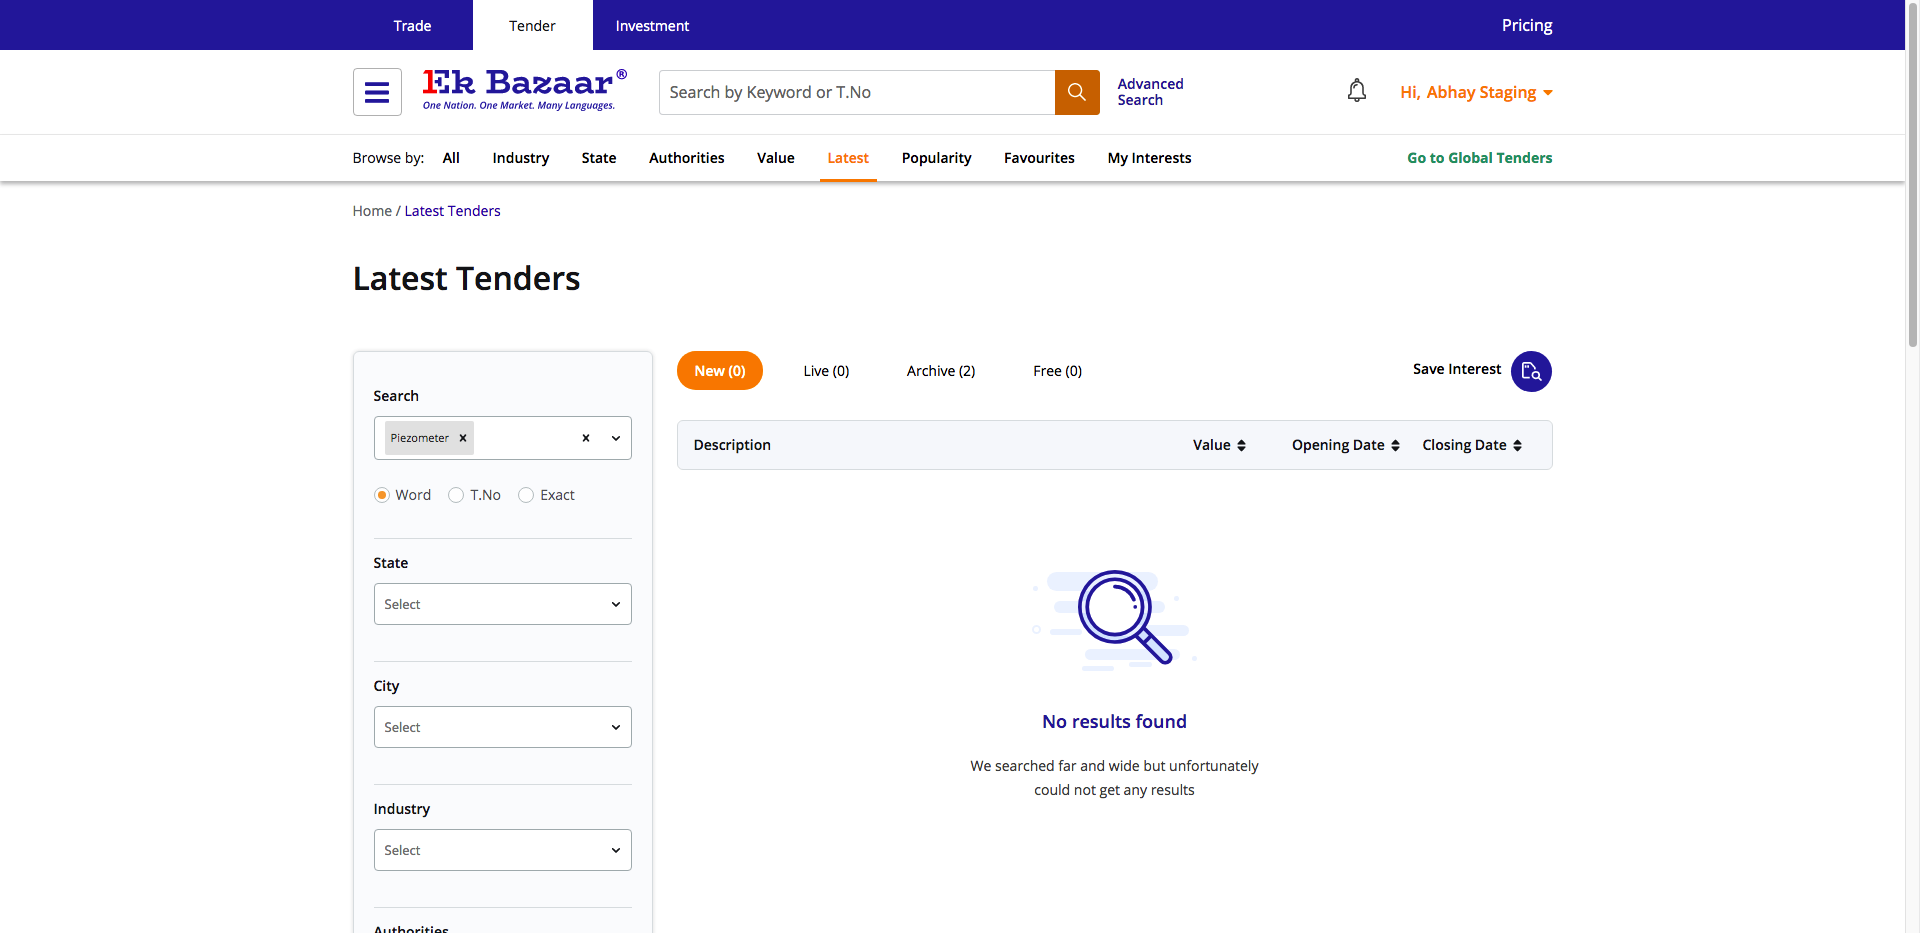 Trade
Tender
Investment
Pricing
1Ek Bazaar®
One Nation. One Market. Many Languages.
Search by Keyword or T.No
Advanced
Search
Hi, Abhay Staging
Browse by:
All
Industry
State
Authorities
Value
Latest
Popularity
Favourites
My Interests
Go to Global Tenders
Home / Latest Tenders
Latest Tenders
New (0)
Live (0)
Archive (2)
Free (0)
Save Interest
Search
Piezometer
Word
T.No
Exact
Description
Value
Opening Date
Closing Date
State
Select
City
Select
No results found
We searched far and wide but unfortunately
could not get any results
Industry
Select
Authorities